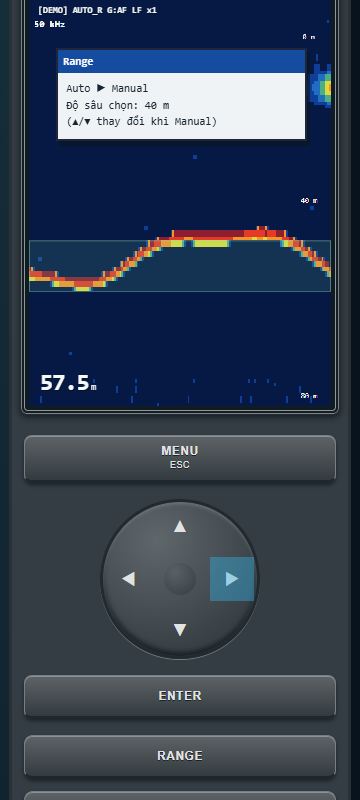 [DEMO] AUTO_R G:AF LF x1
50 kHz
0 m
Range
Auto ► Manual
Độ sâu chọn: 40 m
(▲/▼ thay đổi khi Manual)
40 m
57.5m
80 m
MENU
ESC
ENTER
RANGE